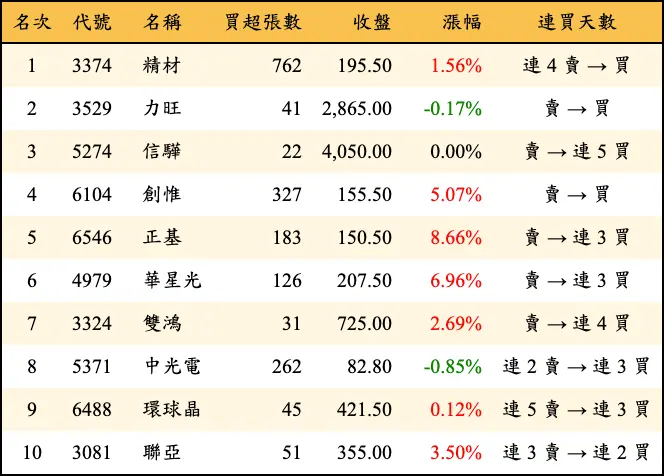 名次 代號 名稱 買超張數 收盤 漲幅 連買天數
1 3374 精材 762 195.50 1.56% 連 4 賣 → 買
2 3529 力旺 41 2,865.00 -0.17% 賣 → 買
3 5274 信驊 22 4,050.00 0.00% 賣 → 連 5 買
4 6104 創惟 327 155.50 5.07% 賣 → 買
5 6546 正基 183 150.50 8.66% 賣 → 連 3 買
6 4979 華星光 126 207.50 6.96% 賣 → 連 3 買
7 3324 雙鴻 31 725.00 2.69% 賣 → 連 4 買
8 5371 中光電 262 82.80 -0.85% 連 2 賣 → 連 3 買
9 6488 環球晶 45 421.50 0.12% 連 5 賣 → 連 3 買
10 3081 聯亞 51 355.00 3.50% 連 3 賣 → 連 2 買